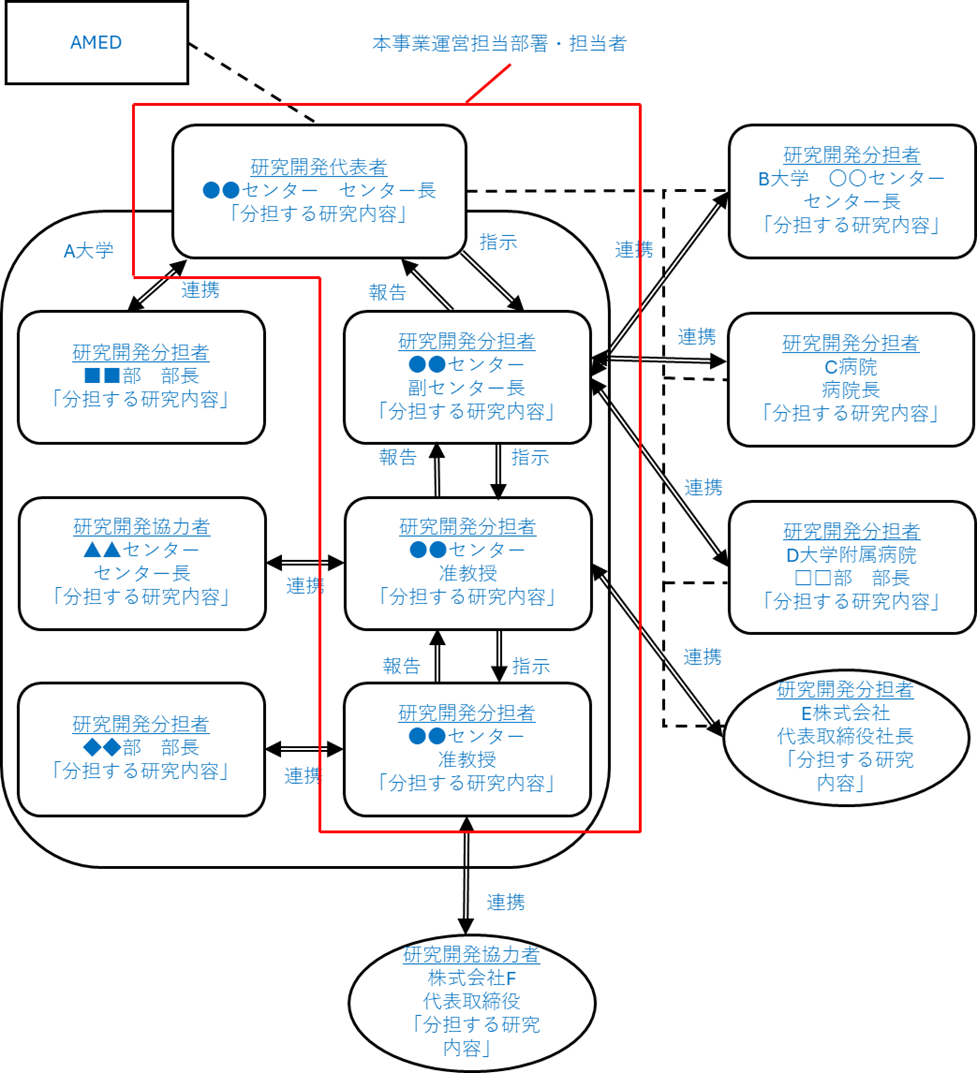 AMED
本事業運営担当部署・担当者
研究開発代表者
●●センター　センター長
「分担する研究内容」
A大学
指示
連携
報告
研究開発分担者
■■部　部長
「分担する研究内容」
研究開発分担者
●●センター
副センター長
「分担する研究内容」
報告
指示
研究開発協力者
▲▲センター
センター長
「分担する研究内容」
連携
研究開発分担者
●●センター
准教授
「分担する研究内容」
報告
指示
研究開発分担者
◆◆部　部長
「分担する研究内容」
連携
研究開発分担者
●●センター
准教授
「分担する研究内容」
連携
研究開発協力者
株式会社F
代表取締役
「分担する研究
内容」
研究開発分担者
B大学　〇〇センター
センター長
「分担する研究内容」
連携
連携
研究開発分担者
C病院
病院長
「分担する研究内容」
連携
研究開発分担者
D大学附属病院
□□部　部長
「分担する研究内容」
連携
研究開発分担者
E株式会社
代表取締役社長
「分担する研究
内容」